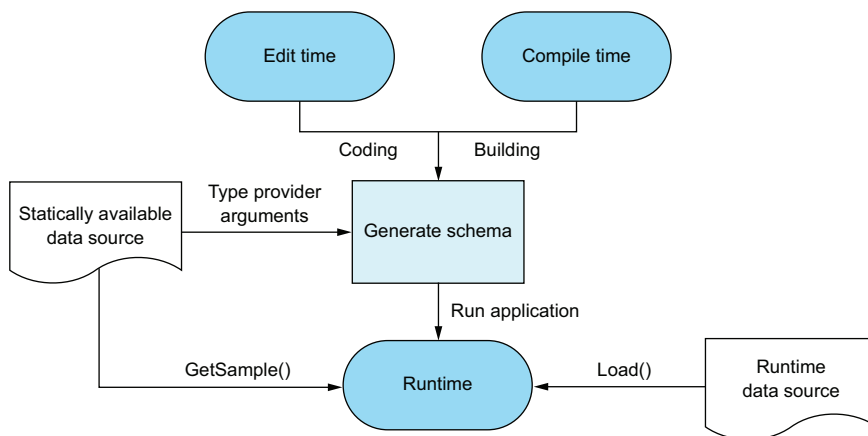 Edit time
Compile time
Coding
Building
Type provider
arguments
Statically available
data source
Generate schema
Run application
GetSample()
Runtime
Load()
Runtime
data source